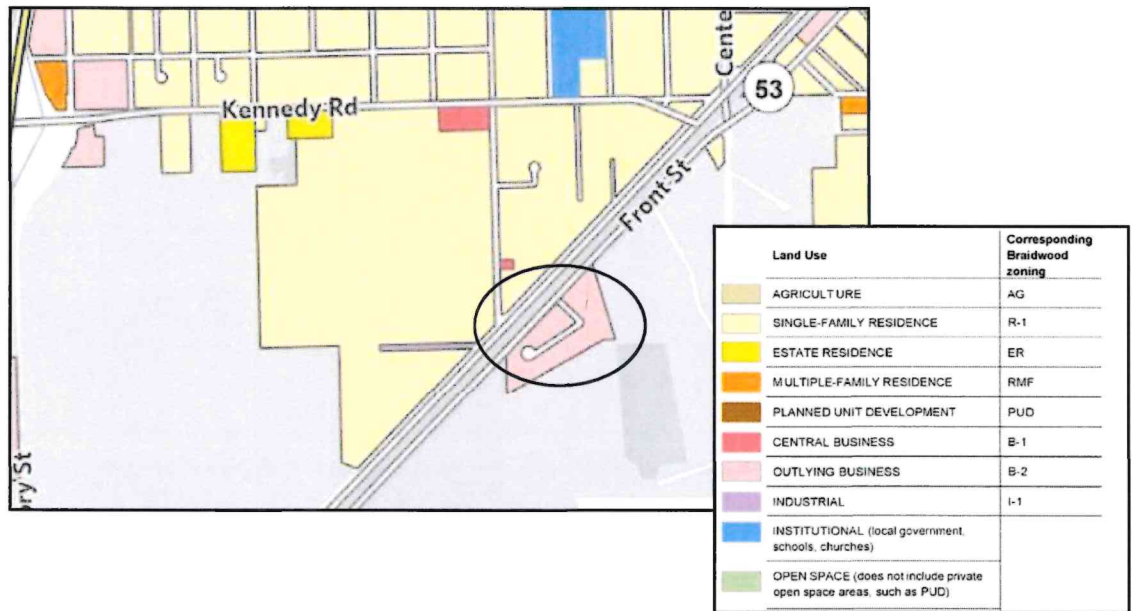 Cente
53
Kennedy Rd
Front St
ory St
Land Use
Corresponding
Braidwood
zoning
AGRICULTURE AG
SINGLE-FAMILY RESIDENCE R-1
ESTATE RESIDENCE ER
MULTIPLE-FAMILY RESIDENCE RMF
PLANNED UNIT DEVELOPMENT PUD
CENTRAL BUSINESS B-1
OUTLYING BUSINESS B-2
INDUSTRIAL I-1
INSTITUTIONAL (local government,
schools, churches)
OPEN SPACE (does not include private
open space areas, such as PUD)